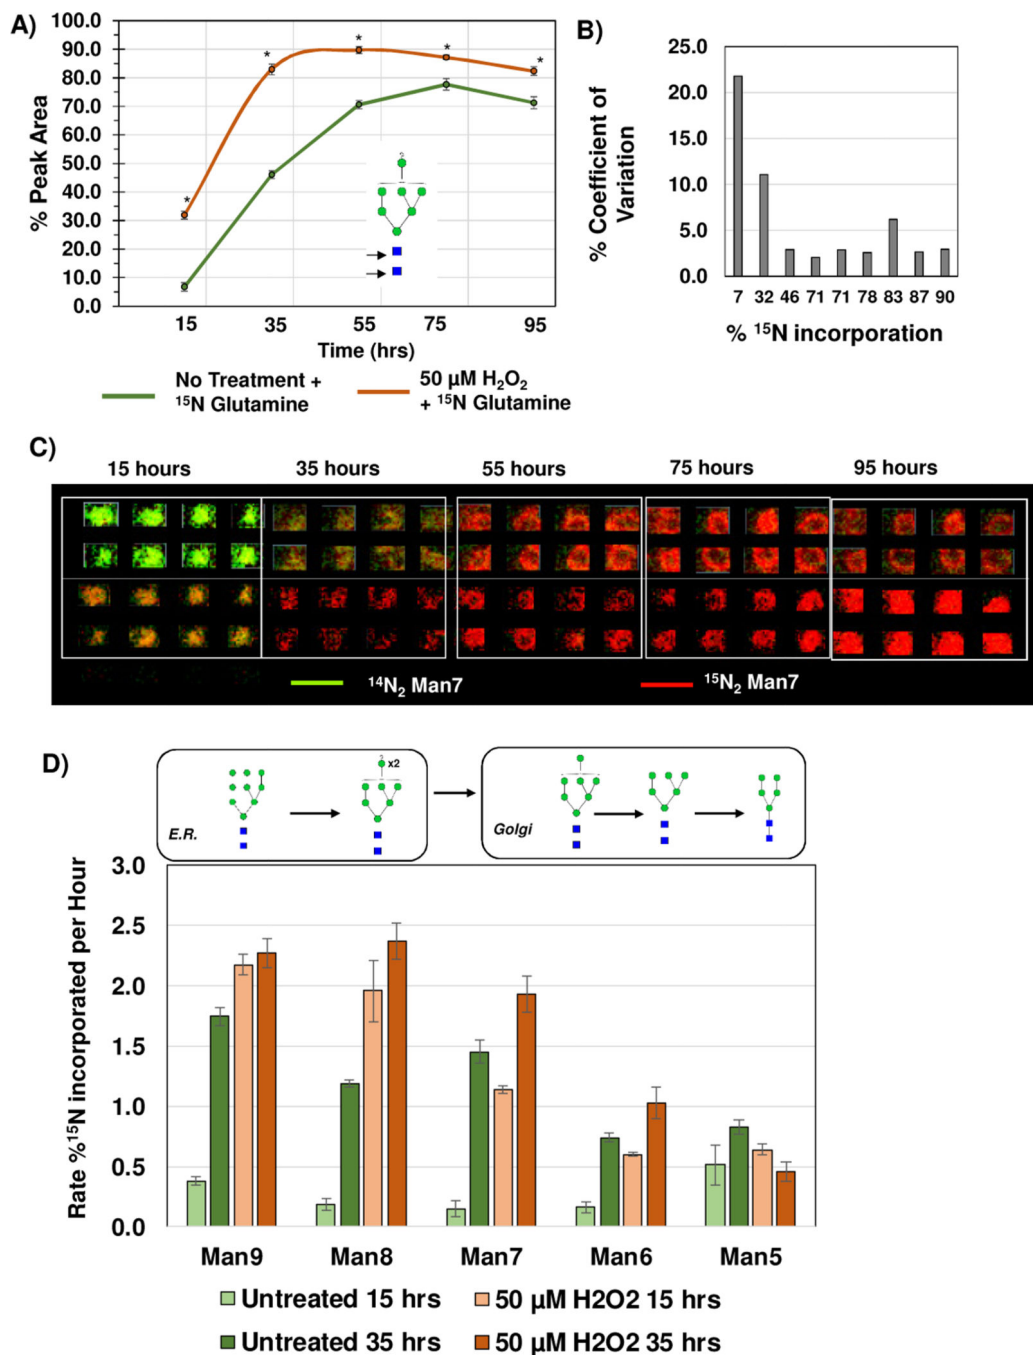 A)
100.0
90.0
80.0
70.0
60.0
50.0
40.0
30.0
20.0
10.0
0.0
% Peak Area
* * * * *
?
15 35 55 75 95
Time (hrs)
No Treatment +
¹⁵N Glutamine
50 µM H₂O₂
+ ¹⁵N Glutamine
B)
25.0
20.0
15.0
10.0
5.0
0.0
% Coefficient of
Variation
7 32 46 71 71 78 83 87 90
% ¹⁵N incorporation
C)
15 hours 35 hours 55 hours 75 hours 95 hours
¹⁴N₂ Man7 ¹⁵N₂ Man7
D)
?
x2
E.R.
Golgi
3.0
2.5
2.0
1.5
1.0
0.5
0.0
Rate %¹⁵N incorporated per Hour
Man9 Man8 Man7 Man6 Man5
Untreated 15 hrs 50 µM H2O2 15 hrs
Untreated 35 hrs 50 µM H2O2 35 hrs